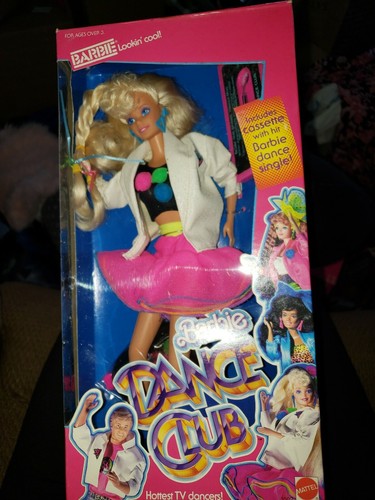 FOR AGES OVER 3
BARBIE Lookin' cool!
Includes
cassette
with hit
Barbie
dance
single!
Barbie
DANCE
CLUB
MATTEL
Hottest TV dancers!